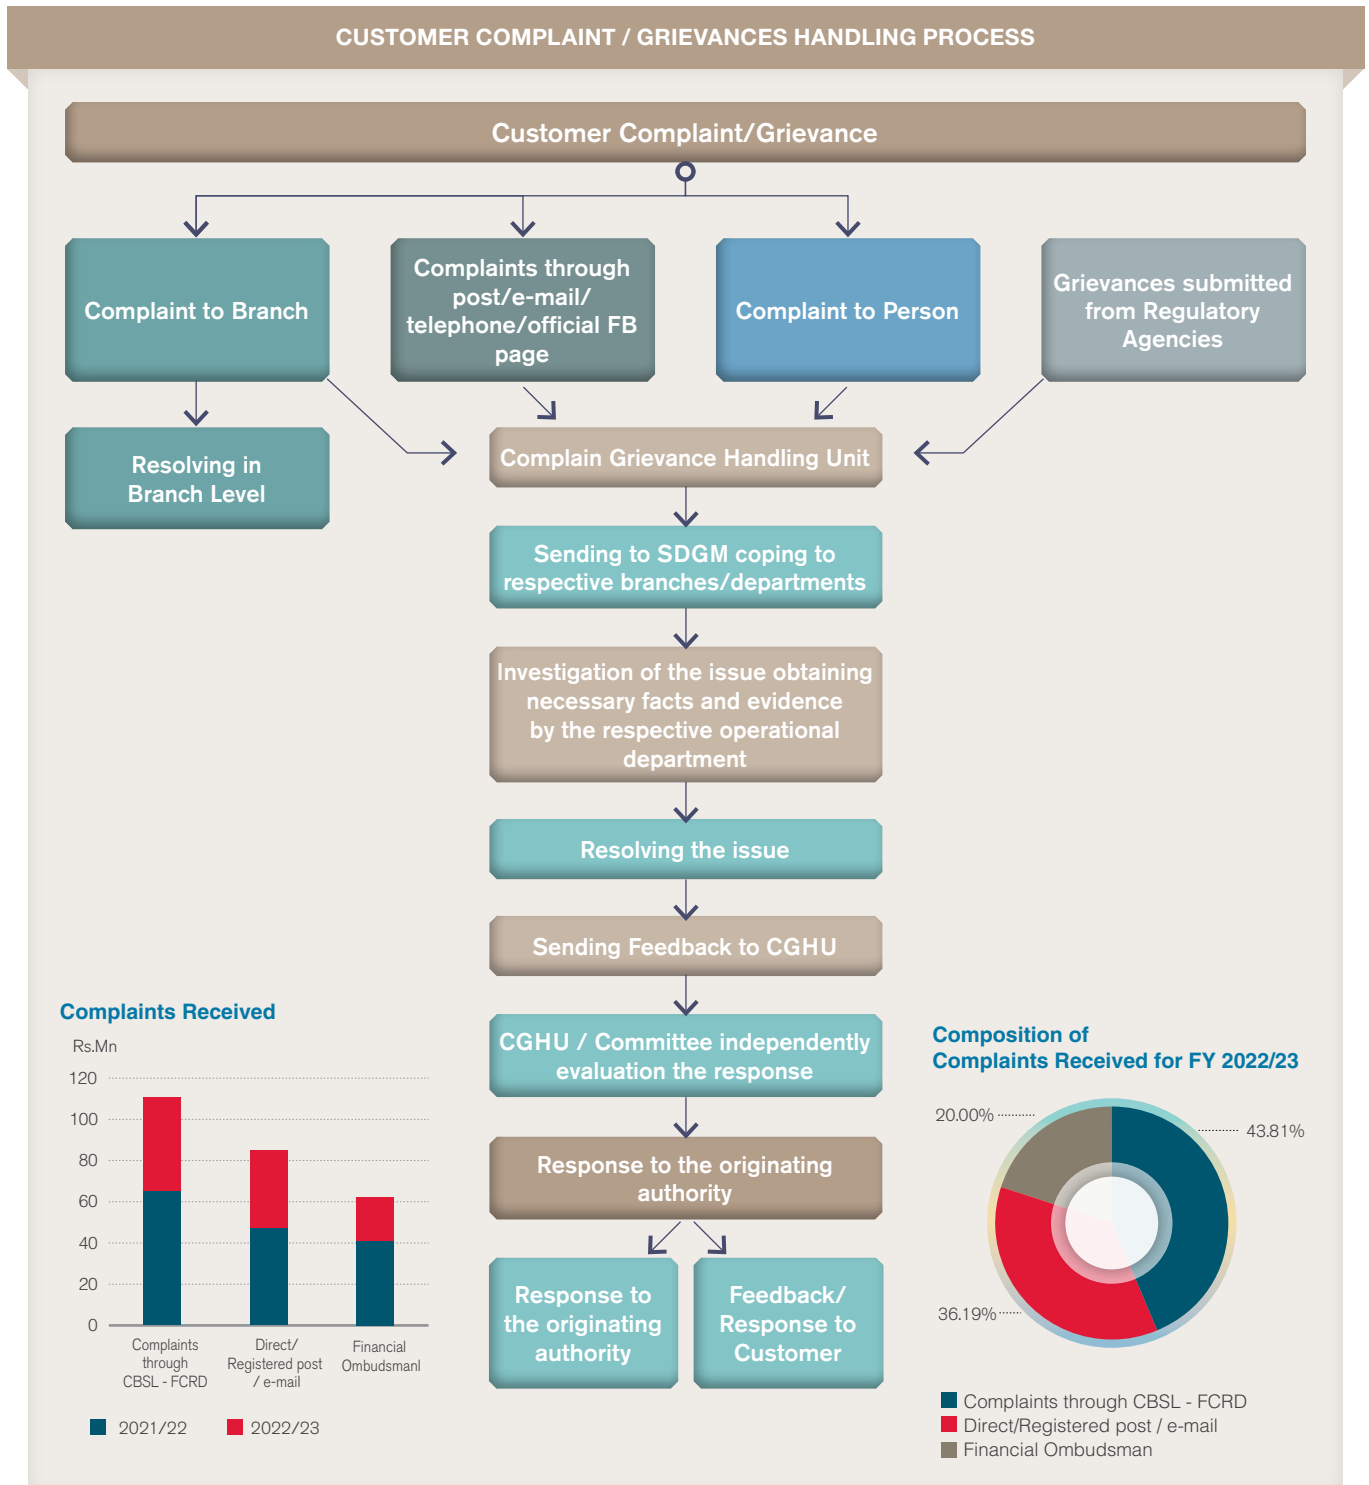 CUSTOMER COMPLAINT / GRIEVANCES HANDLING PROCESS
Customer Complaint/Grievance
Complaint to Branch
Complaints through
post/e-mail/
telephone/official FB
page
Complaint to Person
Grievances submitted
from Regulatory
Agencies
Resolving in
Branch Level
Complain Grievance Handling Unit
Sending to SDGM coping to
respective branches/departments
Investigation of the issue obtaining
necessary facts and evidence
by the respective operational
department
Resolving the issue
Sending Feedback to CGHU
CGHU / Committee independently
evaluation the response
Response to the originating
authority
Response to
the originating
authority
Feedback/
Response to
Customer
Complaints Received
Rs.Mn
120
100
80
60
40
20
0
Complaints
through
CBSL - FCRD
Direct/
Registered post
/ e-mail
Financial
Ombudsmanl
2021/22
2022/23
Composition of
Complaints Received for FY 2022/23
20.00%
43.81%
36.19%
Complaints through CBSL - FCRD
Direct/Registered post / e-mail
Financial Ombudsman